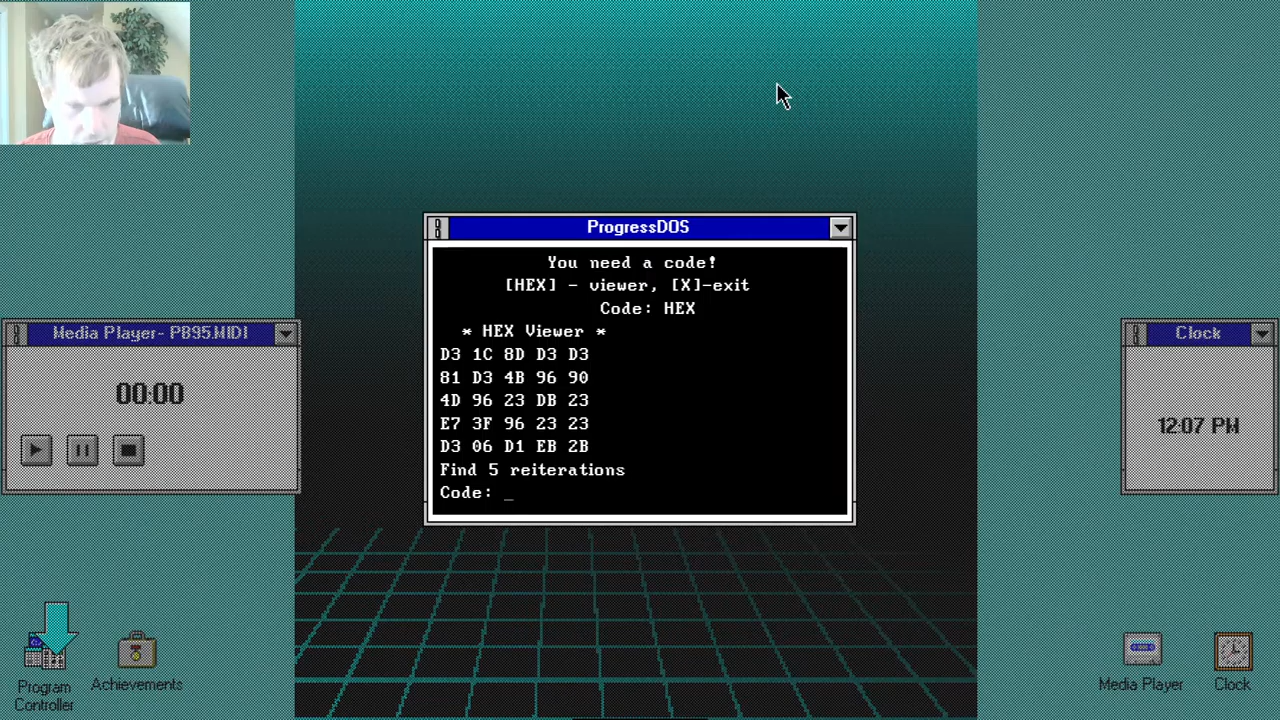 ProgressDOS
You need a code!
[HEX] - viewer, [X]-exit
Code: HEX
* HEX Viewer *
D3 1C 8D D3 D3
81 D3 4B 96 90
4D 96 23 DB 23
E7 3F 96 23 23
D3 06 D1 EB 2B
Find 5 reiterations
Code: _
Media Player- PB95.MIDI
00:00
Clock
12:07 PM
Program
Controller
Achievements
Media Player
Clock